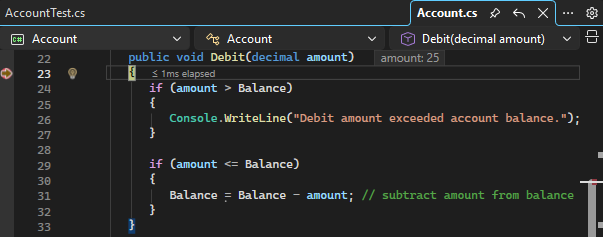 AccountTest.cs Account.cs
Account Account Debit(decimal amount)
22 public void Debit(decimal amount) amount: 25
23 { ≤ 1ms elapsed
24 if (amount > Balance)
25 {
26 Console.WriteLine("Debit amount exceeded account balance.");
27 }
28
29 if (amount <= Balance)
30 {
31 Balance = Balance - amount; // subtract amount from balance
32 }
33 }